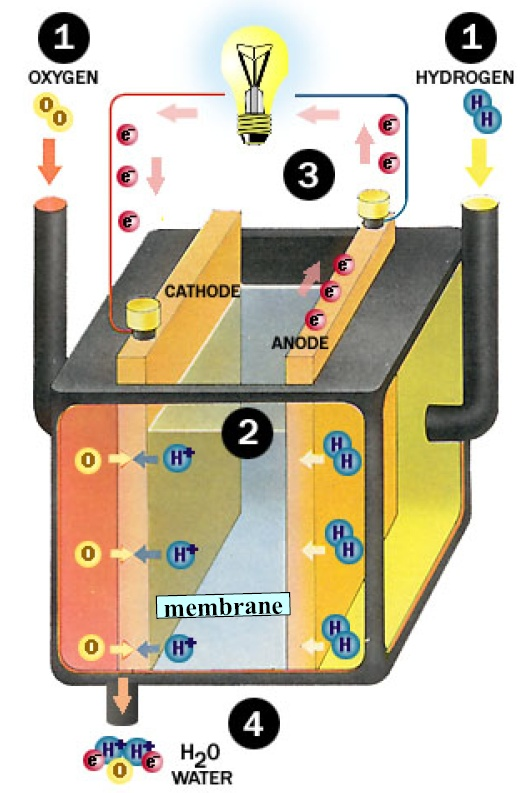 1
1
OXYGEN
HYDROGEN
O
O
H
H
e-
e-
e-
e-
e-
3
CATHODE
e-
e-
e-
ANODE
2
O
H+
H
H
O
H+
H
H
membrane
O
H+
H
H
4
H+
H+
e-
O
e-
H2O
WATER